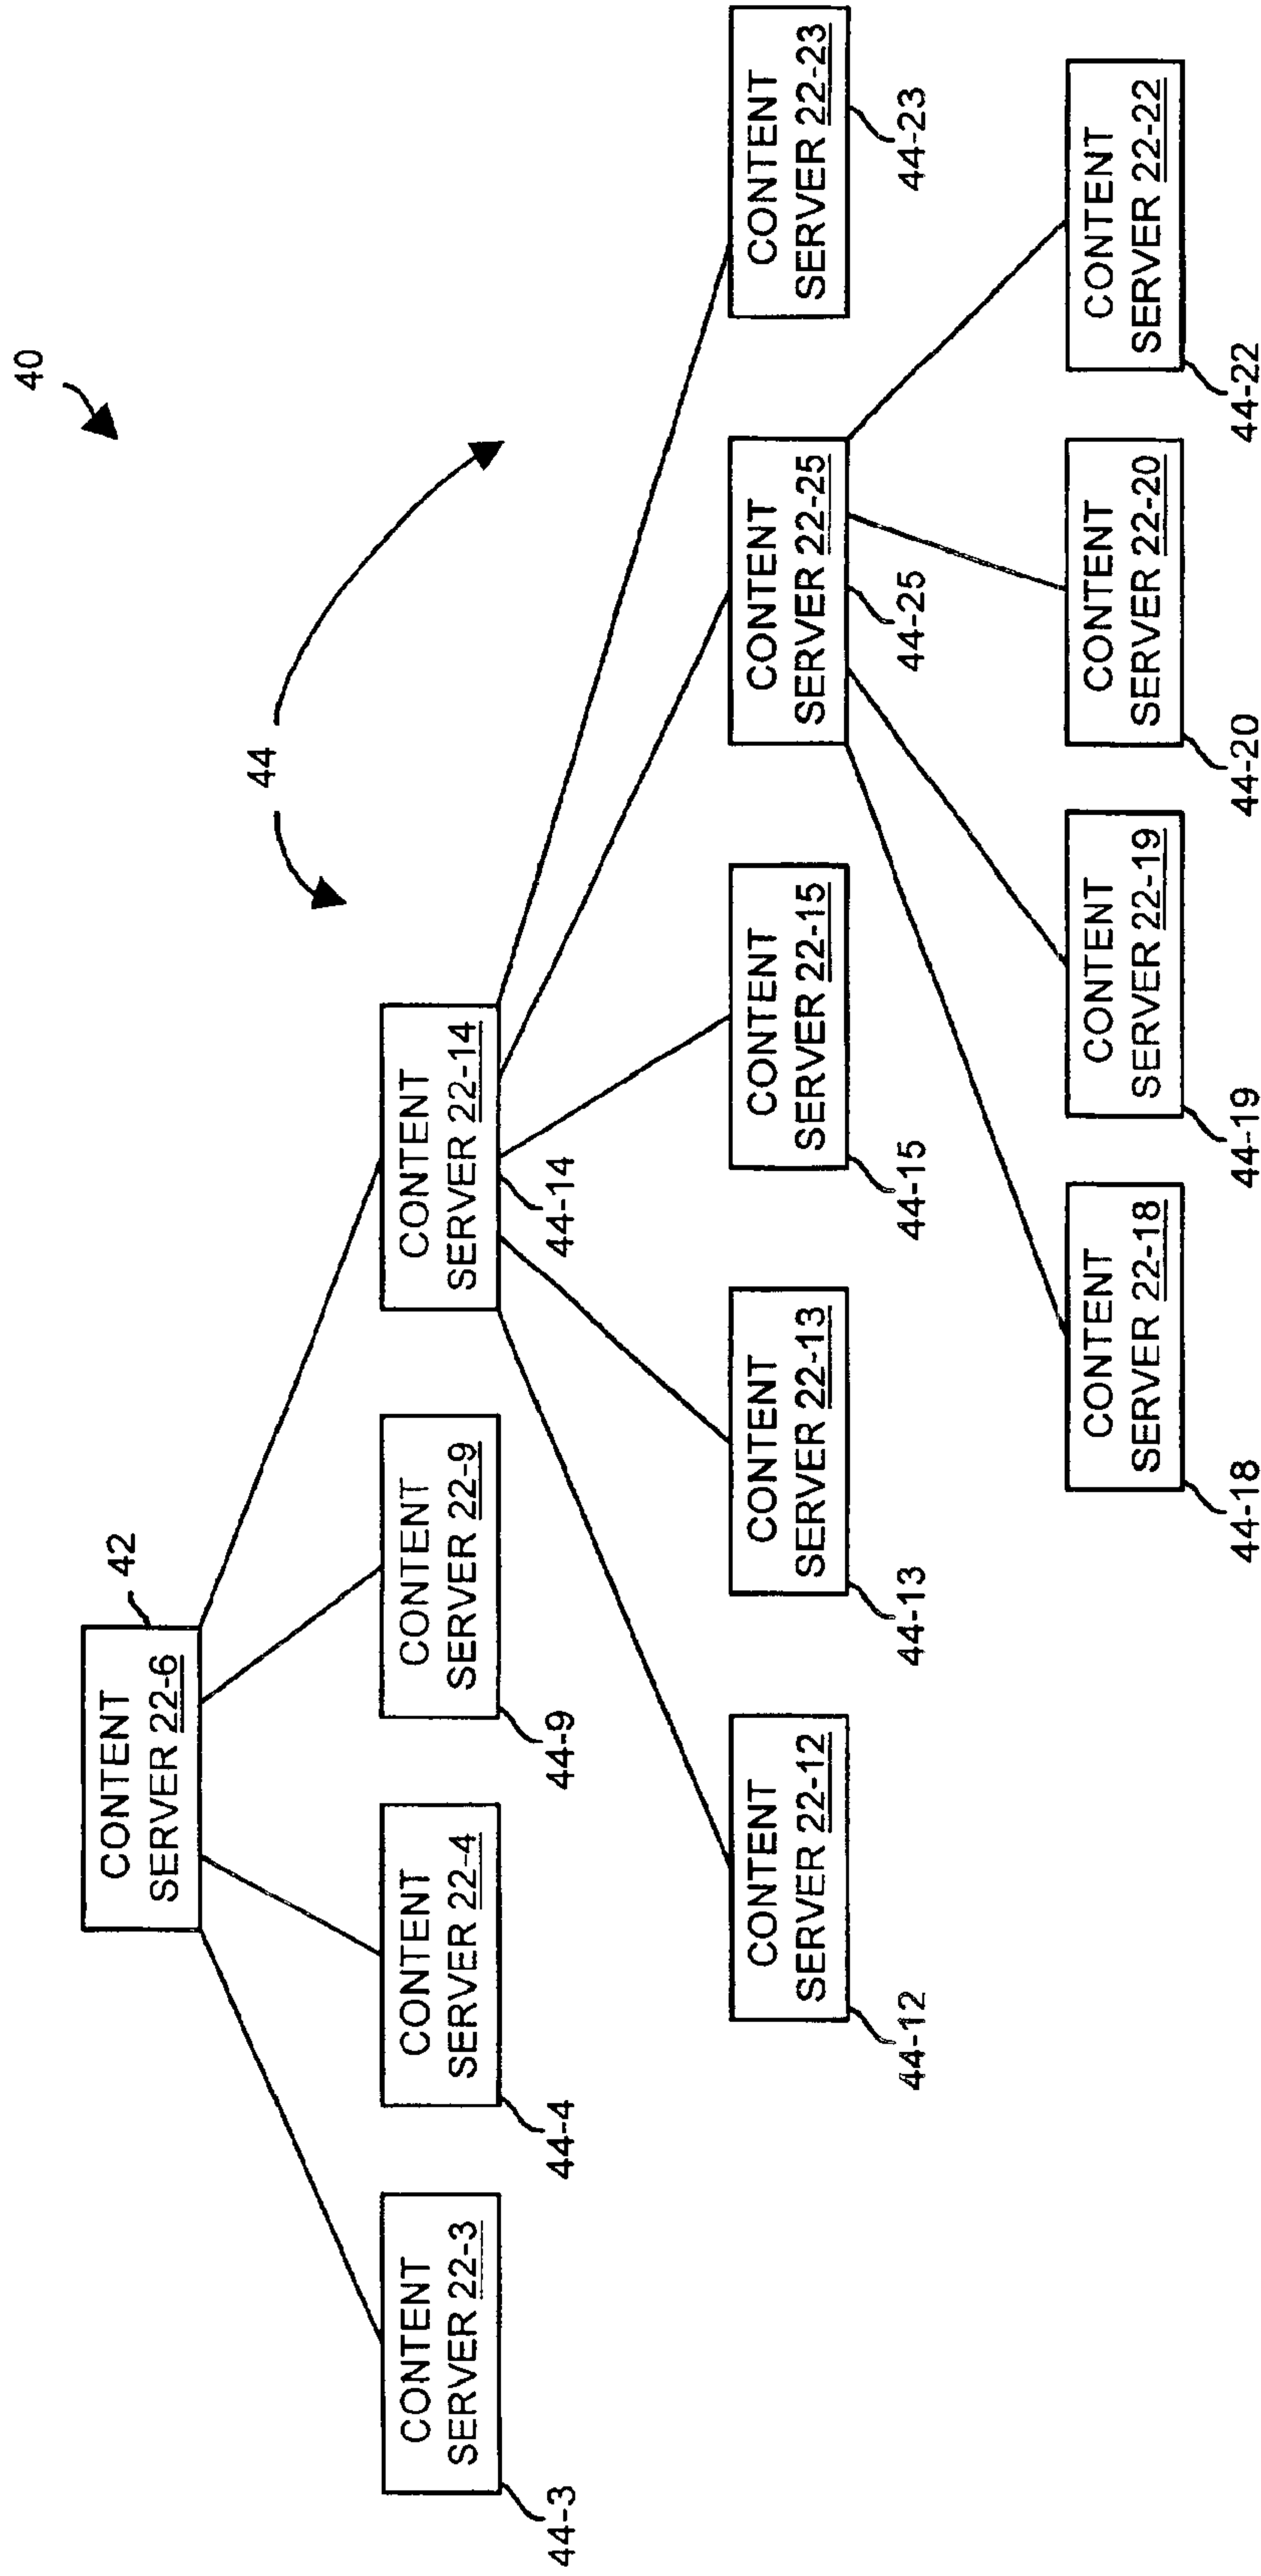 40
44
42
CONTENT
SERVER 22-6
CONTENT
SERVER 22-3
44-3
CONTENT
SERVER 22-4
44-4
CONTENT
SERVER 22-9
44-9
CONTENT
SERVER 22-14
44-14
CONTENT
SERVER 22-12
44-12
CONTENT
SERVER 22-13
44-13
CONTENT
SERVER 22-15
44-15
CONTENT
SERVER 22-25
44-25
CONTENT
SERVER 22-23
44-23
CONTENT
SERVER 22-18
44-18
CONTENT
SERVER 22-19
44-19
CONTENT
SERVER 22-20
44-20
CONTENT
SERVER 22-22
44-22